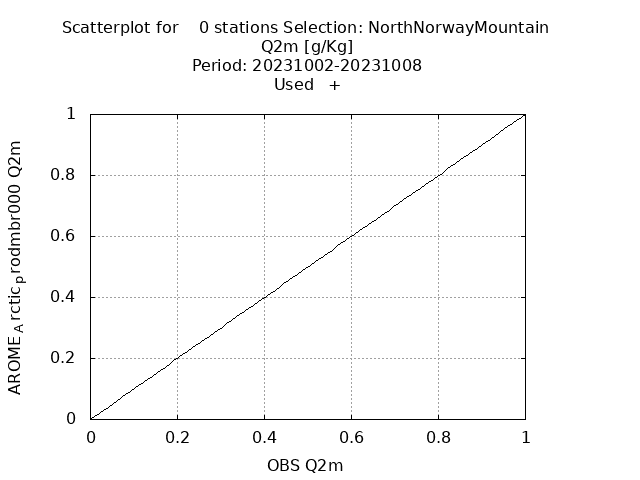 Scatterplot for    0 stations Selection: NorthNorwayMountain
Q2m [g/Kg]
Period: 20231002-20231008
Used   +
AROME_Arctic_prodmbr000 Q2m
1
0.8
0.6
0.4
0.2
0
0 0.2 0.4 0.6 0.8 1
OBS Q2m